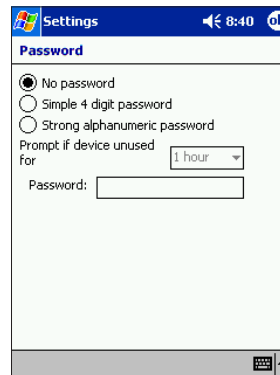 Settings 8:40 ok
Password
No password
Simple 4 digit password
Strong alphanumeric password
Prompt if device unused
for 1 hour
Password: